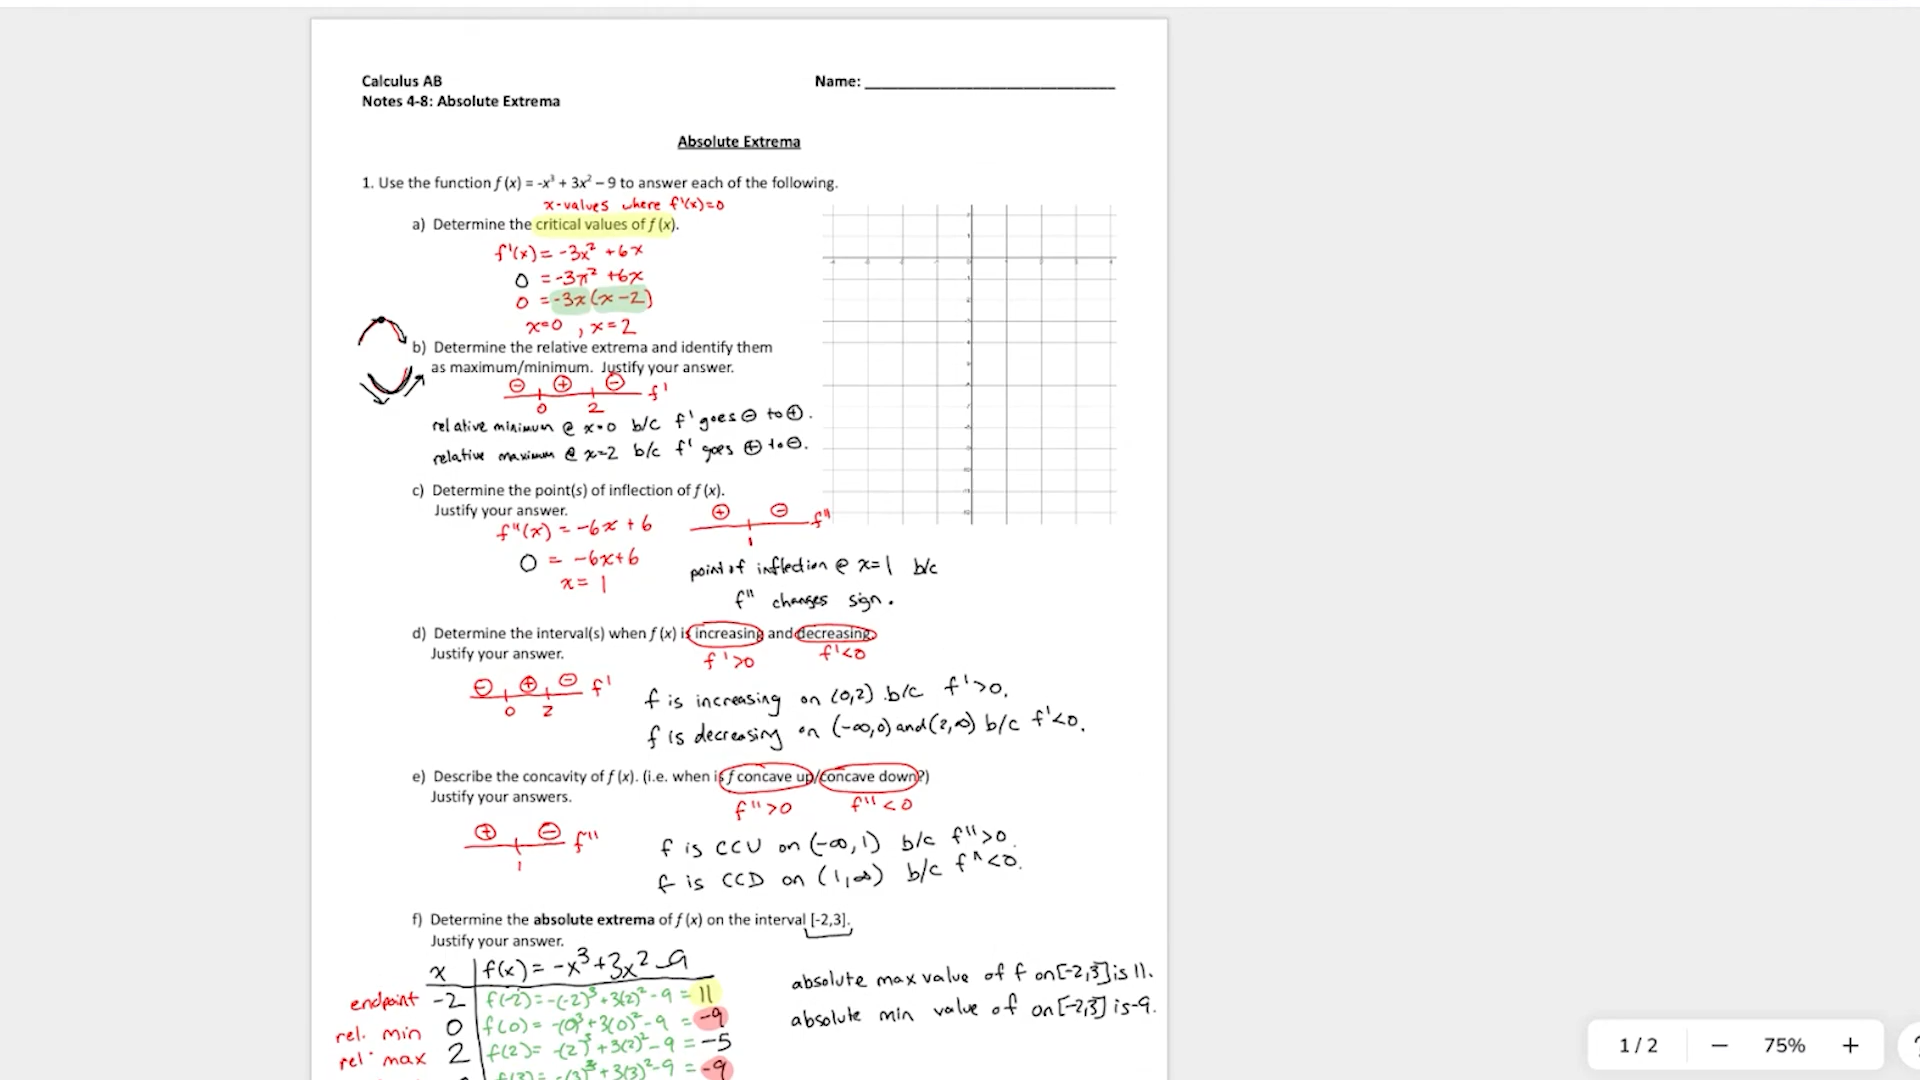 Calculus AB
Name:
Notes 4-8: Absolute Extrema
Absolute Extrema
1. Use the function f (x) = -x³ + 3x² – 9 to answer each of the following.
x-values where f'(x)=0
a) Determine the critical values of f (x).
f'(x) = -3x² +6x
0 = -3x² +6x
0 = -3x(x-2)
x=0 , x=2
b) Determine the relative extrema and identify them
as maximum/minimum. Justify your answer.
⊖ ⊕ ⊖ f'
0 2
relative minimum @ x=0 b/c f' goes ⊖ to ⊕.
relative maximum @ x=2 b/c f' goes ⊕ to ⊖.
c) Determine the point(s) of inflection of f (x).
Justify your answer.
f"(x) = -6x + 6
0 = -6x+6
x = 1
⊕ ⊖ f"
1
point of inflection @ x=1 b/c
f" changes sign.
d) Determine the interval(s) when f (x) is increasing and decreasing.
Justify your answer.
f'>0 f'<0
⊖ ⊕ ⊖ f'
0 2
f is increasing on (0,2) b/c f'>0.
f is decreasing on (-∞,0) and (2,∞) b/c f'<0.
e) Describe the concavity of f (x). (i.e. when is f concave up/concave down?)
Justify your answers.
f">0 f"<0
⊕ ⊖ f"
1
f is CCU on (-∞,1) b/c f">0.
f is CCD on (1,∞) b/c f"<0.
f) Determine the absolute extrema of f (x) on the interval [-2,3].
Justify your answer.
x f(x) = -x³+3x²-9
endpoint -2 f(-2)=-(-2)³+3(2)²-9 = 11
rel. min 0 f(0) = -(0)³+3(0)²-9 = -9
rel. max 2 f(2)= -(2)³+3(2)²-9 = -5
f(3) = -(3)³+3(3)²-9 = -9
absolute max value of f on [-2,3] is 11.
absolute min value of on [-2,3] is -9.
1 / 2 — 75% +